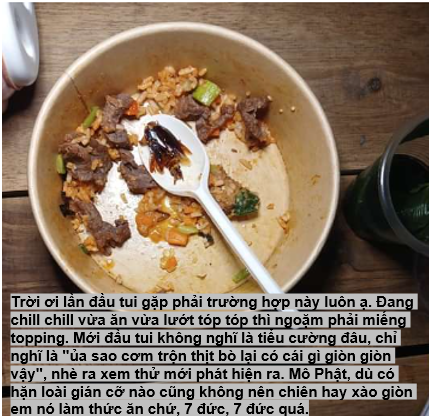 Trời ơi lần đầu tui gặp phải trường hợp này luôn ạ. Đang
chill chill vừa ăn vừa lướt tóp tóp thì ngoặm phải miếng
topping. Mới đầu tui không nghĩ là tiểu cường đâu, chỉ
nghĩ là "ủa sao cơm trộn thịt bò lại có cái gì giòn giòn
vậy", nhè ra xem thử mới phát hiện ra. Mô Phật, dù có
hận loài gián cỡ nào cũng không nên chiên hay xào giòn
em nó làm thức ăn chứ, 7 đức, 7 đức quá.